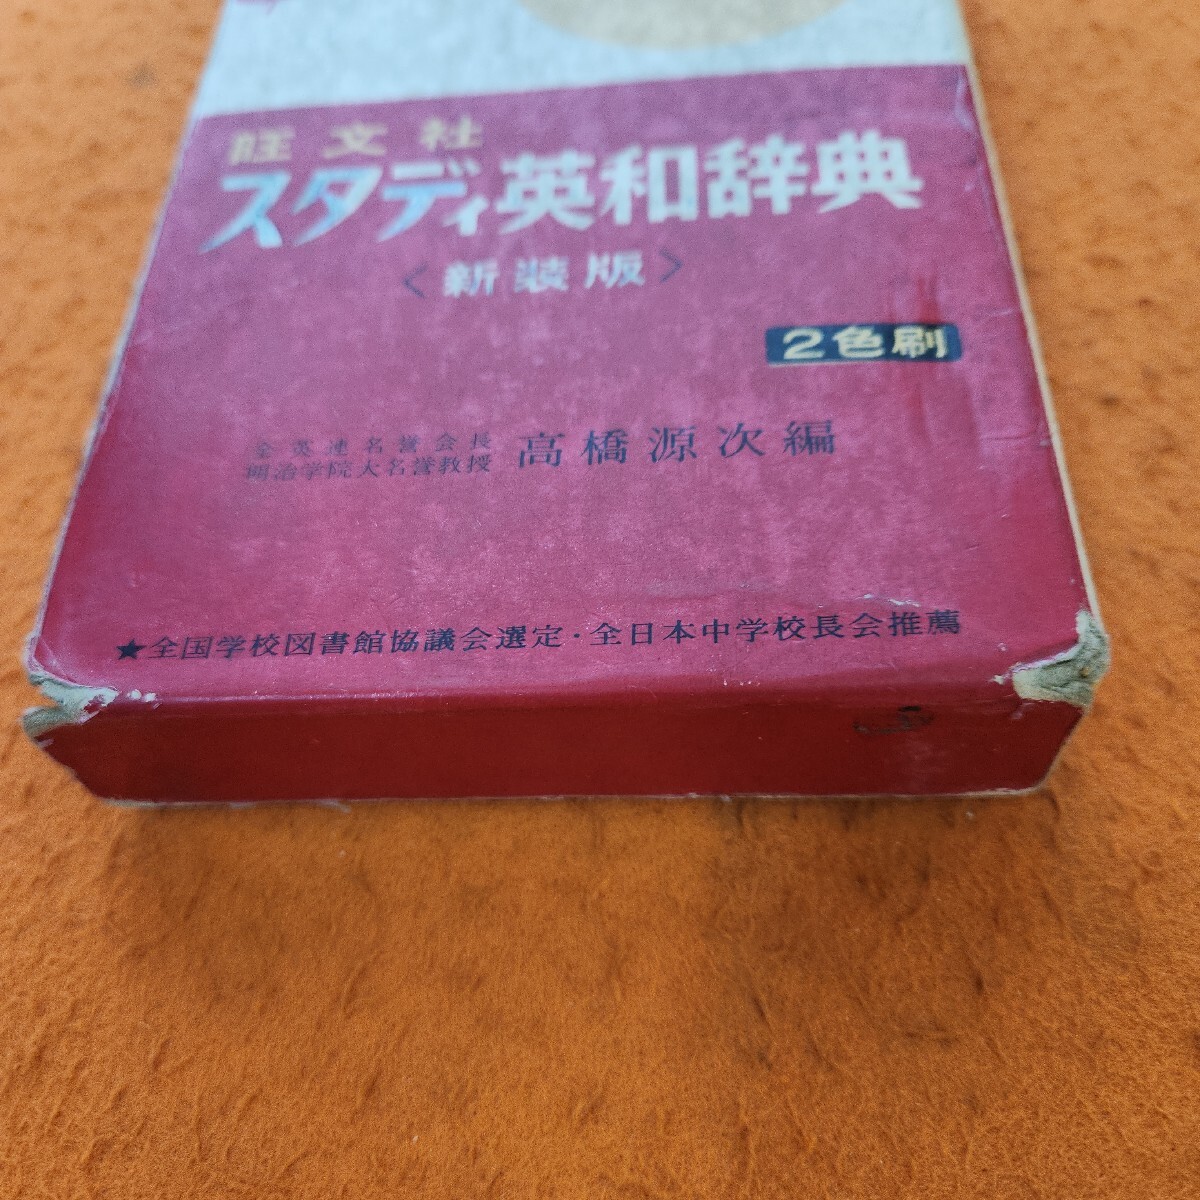 旺文社
スタディ英和辞典
〈新装版〉
2色刷
全英連名誉会長
明治学院大名誉教授
高橋源次編
★全国学校図書館協議会選定・全日本中学校長会推薦